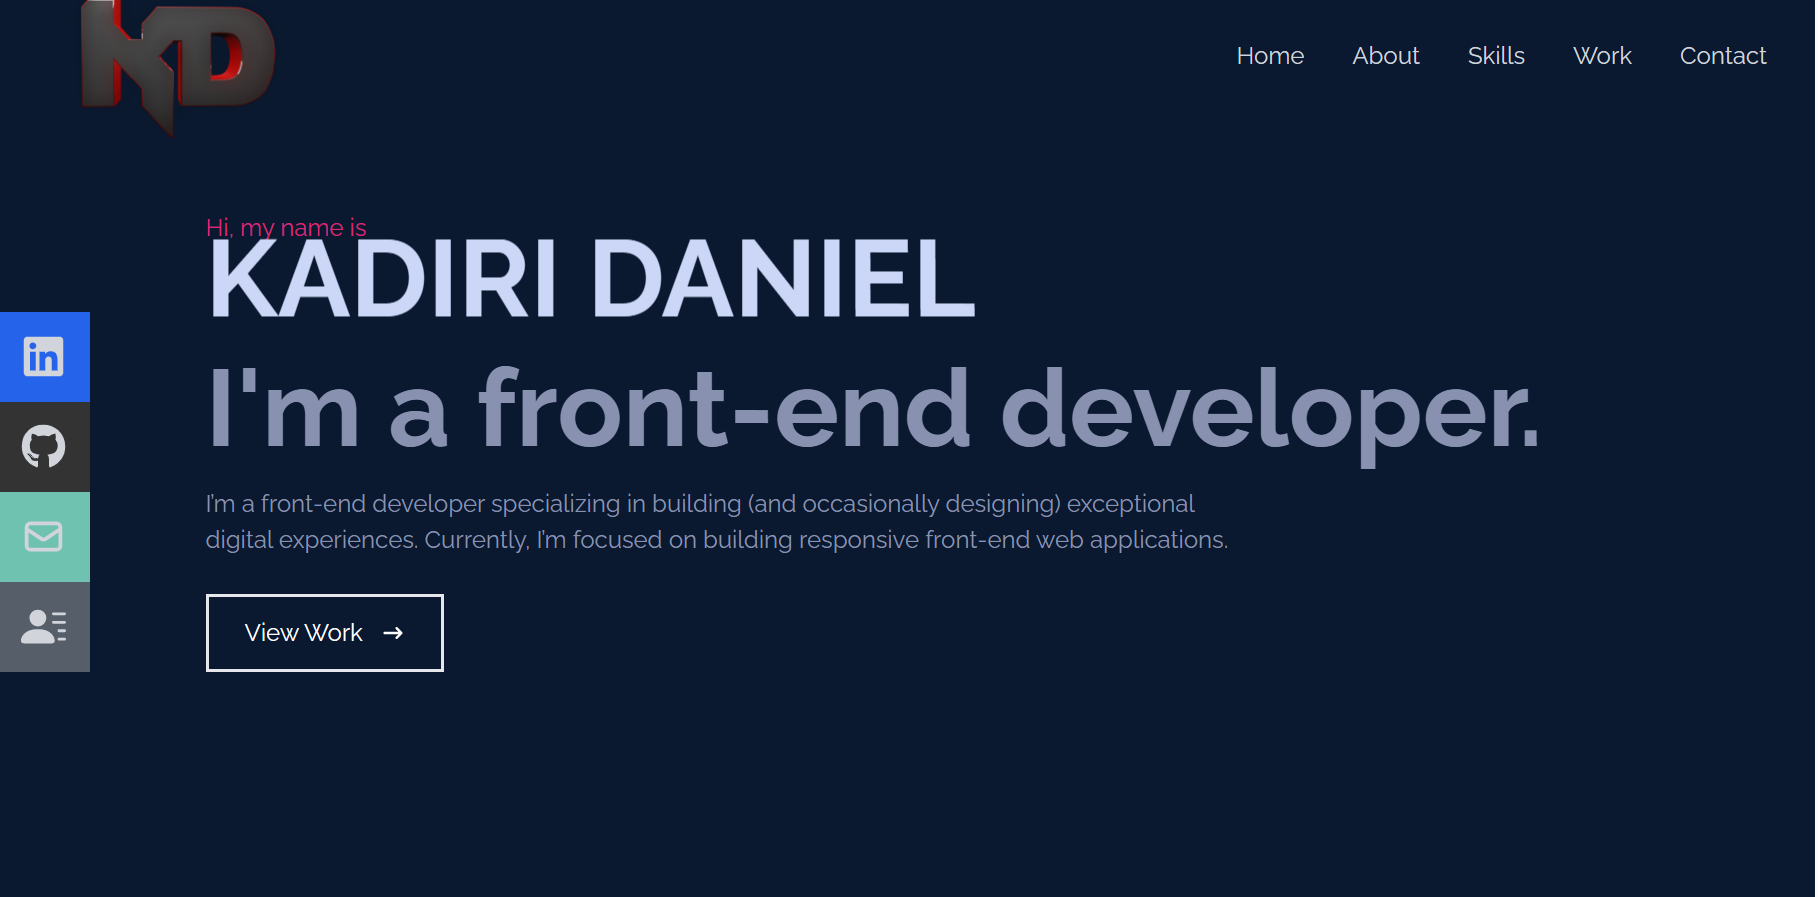 KD
Home About Skills Work Contact
Hi, my name is
KADIRI DANIEL
I'm a front-end developer.
I'm a front-end developer specializing in building (and occasionally designing) exceptional
digital experiences. Currently, I'm focused on building responsive front-end web applications.
in
View Work →